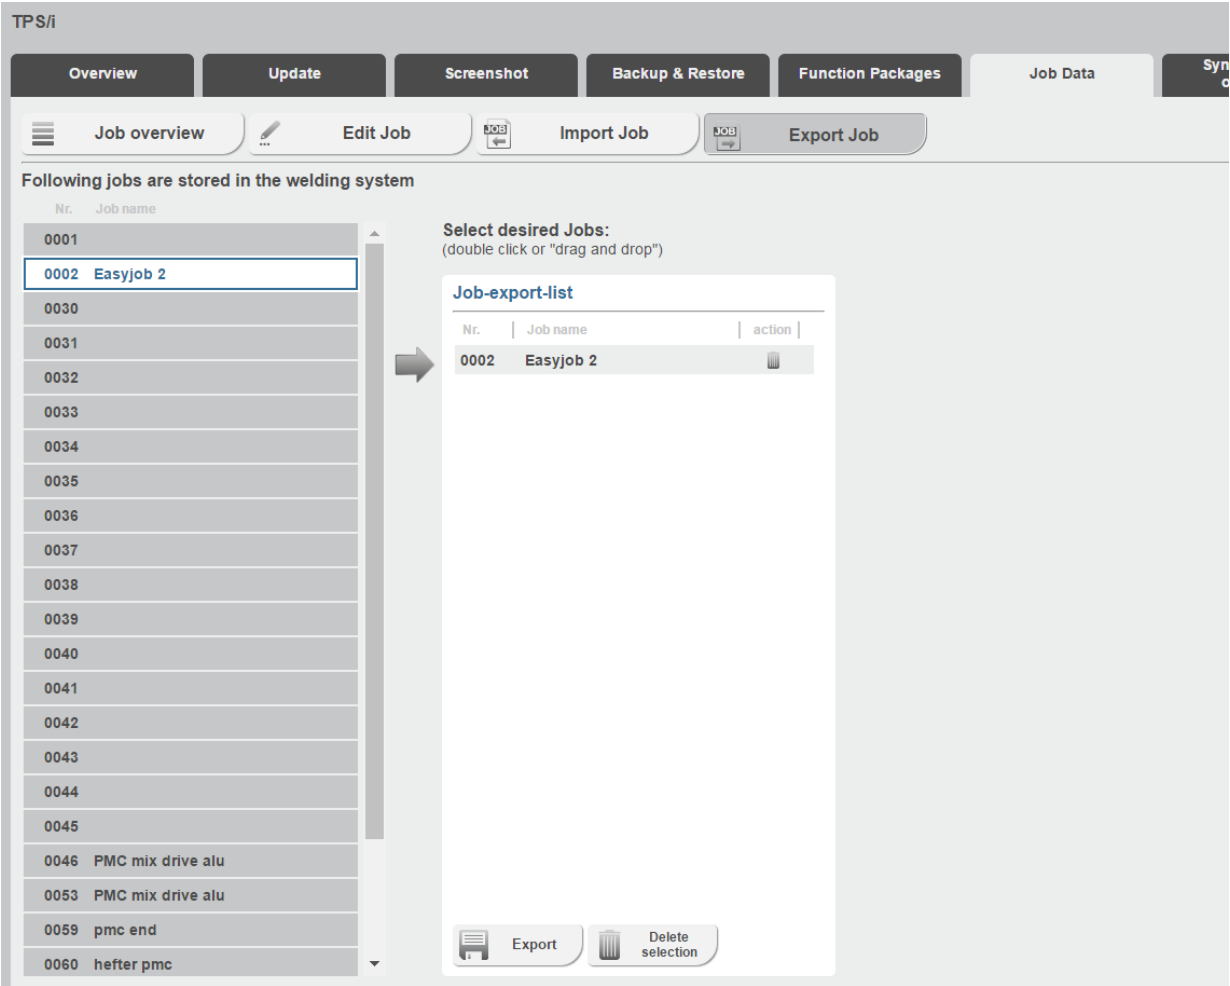 TPS/i
Overview
Update
Screenshot
Backup & Restore
Function Packages
Job Data
Syn
o
Job overview
Edit Job
JOB
Import Job
JOB
Export Job
Following jobs are stored in the welding system
Nr. Job name
0001
0002 Easyjob 2
0030
0031
0032
0033
0034
0035
0036
0037
0038
0039
0040
0041
0042
0043
0044
0045
0046 PMC mix drive alu
0053 PMC mix drive alu
0059 pmc end
0060 hefter pmc
Select desired Jobs:
(double click or "drag and drop")
Job-export-list
Nr. Job name action
0002 Easyjob 2
Export
Delete
selection